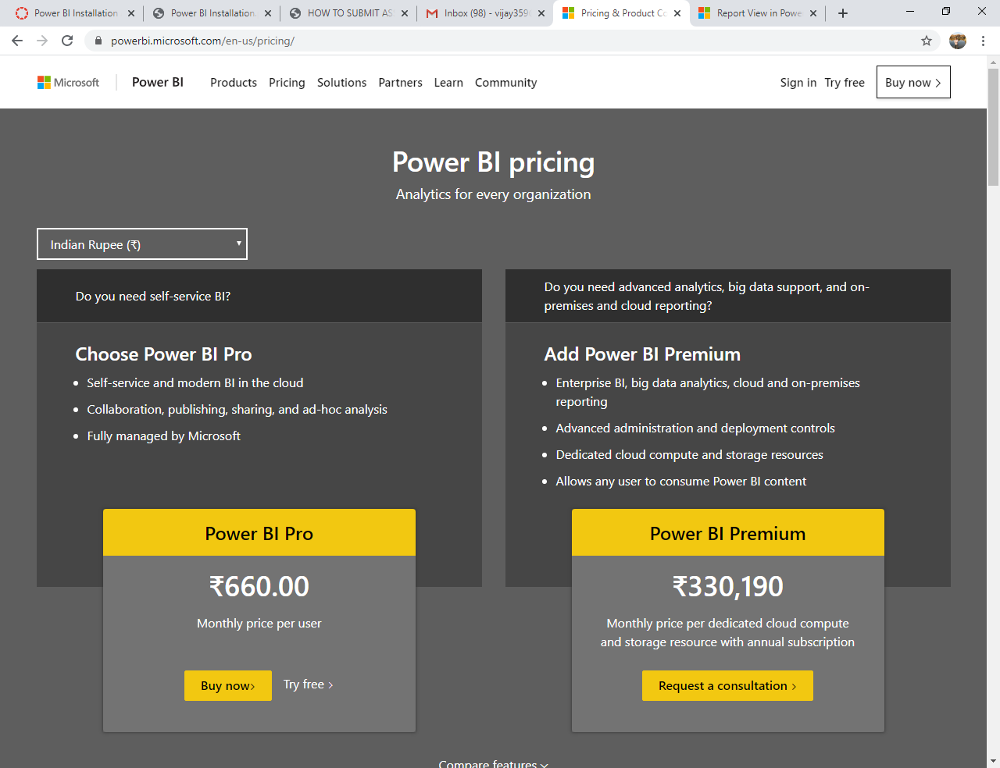 Power BI Installation
Power BI Installation.
HOW TO SUBMIT AS
Inbox (98) - vijay359
Pricing & Product Co
Report View in Powe
powerbi.microsoft.com/en-us/pricing/
Microsoft
Power BI
Products
Pricing
Solutions
Partners
Learn
Community
Sign in
Try free
Buy now >
Power BI pricing
Analytics for every organization
Indian Rupee (₹)
Do you need self-service BI?
Choose Power BI Pro
• Self-service and modern BI in the cloud
• Collaboration, publishing, sharing, and ad-hoc analysis
• Fully managed by Microsoft
Power BI Pro
₹660.00
Monthly price per user
Buy now>
Try free >
Do you need advanced analytics, big data support, and on-
premises and cloud reporting?
Add Power BI Premium
• Enterprise BI, big data analytics, cloud and on-premises
reporting
• Advanced administration and deployment controls
• Dedicated cloud compute and storage resources
• Allows any user to consume Power BI content
Power BI Premium
₹330,190
Monthly price per dedicated cloud compute
and storage resource with annual subscription
Request a consultation >
Compare features